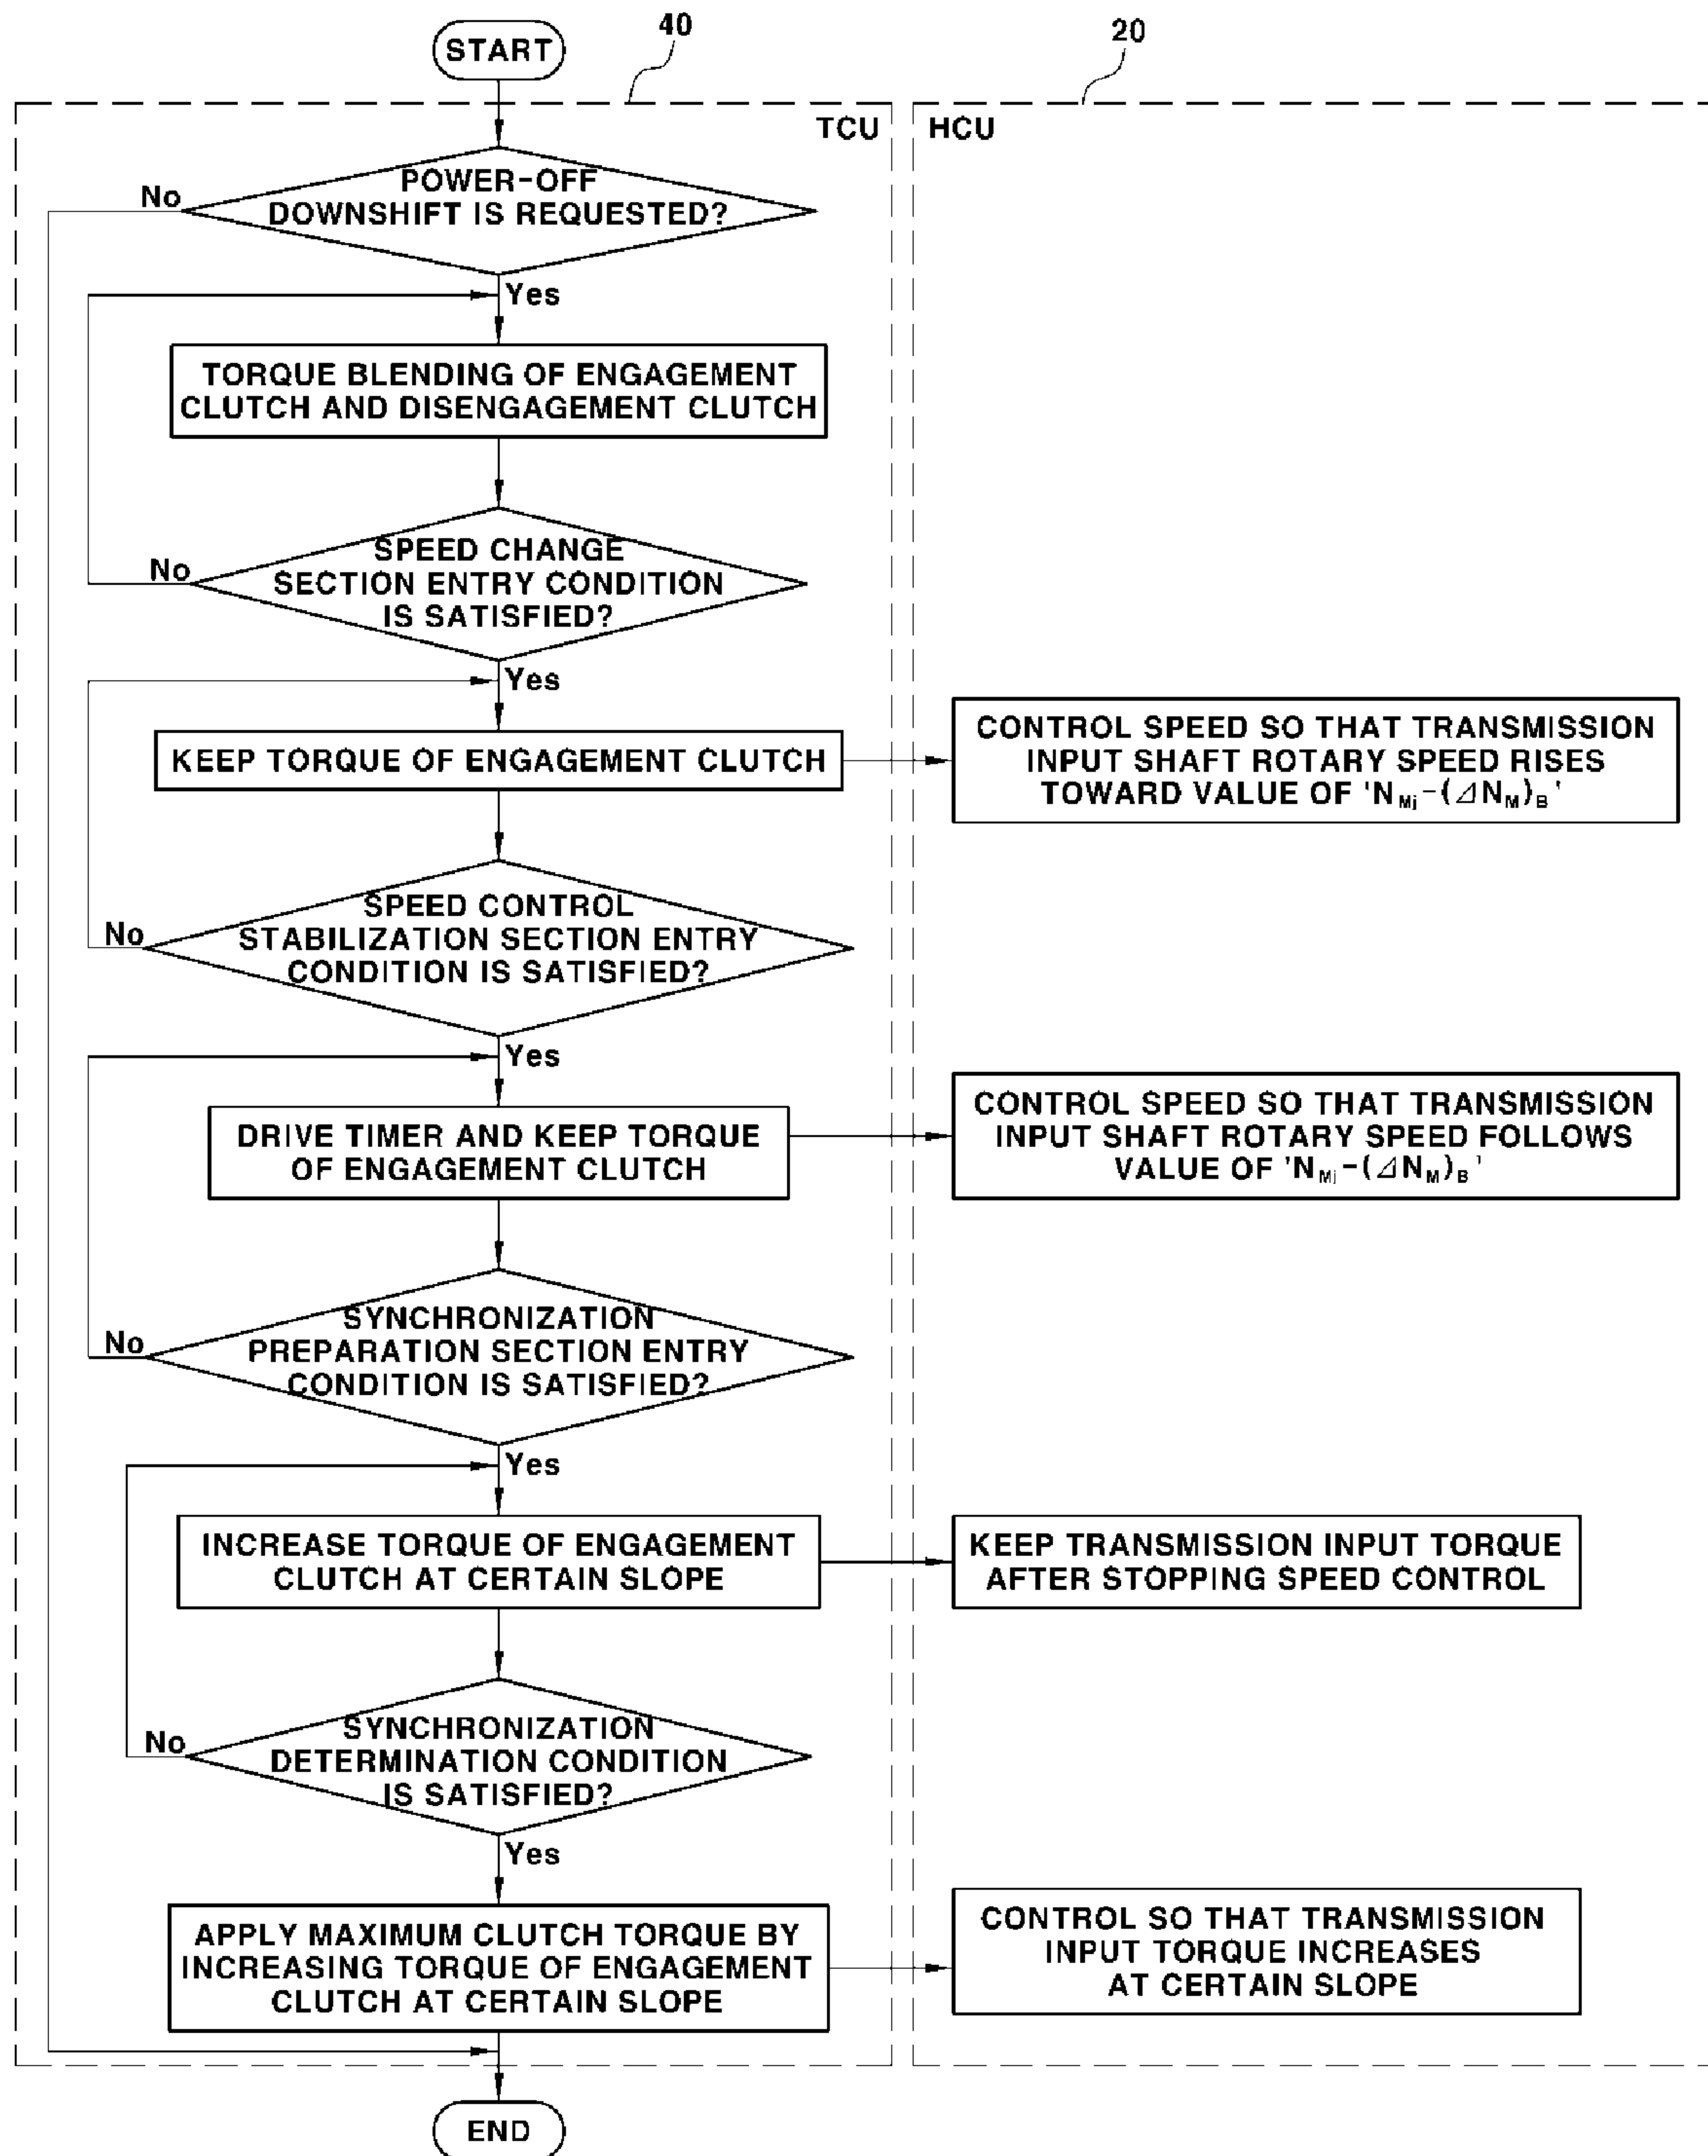 40
20
START
TCU
HCU
POWER-OFF
DOWNSHIFT IS REQUESTED?
No
Yes
TORQUE BLENDING OF ENGAGEMENT
CLUTCH AND DISENGAGEMENT CLUTCH
SPEED CHANGE
SECTION ENTRY CONDITION
IS SATISFIED?
No
Yes
KEEP TORQUE OF ENGAGEMENT CLUTCH
CONTROL SPEED SO THAT TRANSMISSION
INPUT SHAFT ROTARY SPEED RISES
TOWARD VALUE OF 'N_Mj-(⊿N_M)_B'
SPEED CONTROL
STABILIZATION SECTION ENTRY
CONDITION IS SATISFIED?
No
Yes
DRIVE TIMER AND KEEP TORQUE
OF ENGAGEMENT CLUTCH
CONTROL SPEED SO THAT TRANSMISSION
INPUT SHAFT ROTARY SPEED FOLLOWS
VALUE OF 'N_Mj-(⊿N_M)_B'
SYNCHRONIZATION
PREPARATION SECTION ENTRY
CONDITION IS SATISFIED?
No
Yes
INCREASE TORQUE OF ENGAGEMENT
CLUTCH AT CERTAIN SLOPE
KEEP TRANSMISSION INPUT TORQUE
AFTER STOPPING SPEED CONTROL
SYNCHRONIZATION
DETERMINATION CONDITION
IS SATISFIED?
No
Yes
APPLY MAXIMUM CLUTCH TORQUE BY
INCREASING TORQUE OF ENGAGEMENT
CLUTCH AT CERTAIN SLOPE
CONTROL SO THAT TRANSMISSION
INPUT TORQUE INCREASES
AT CERTAIN SLOPE
END